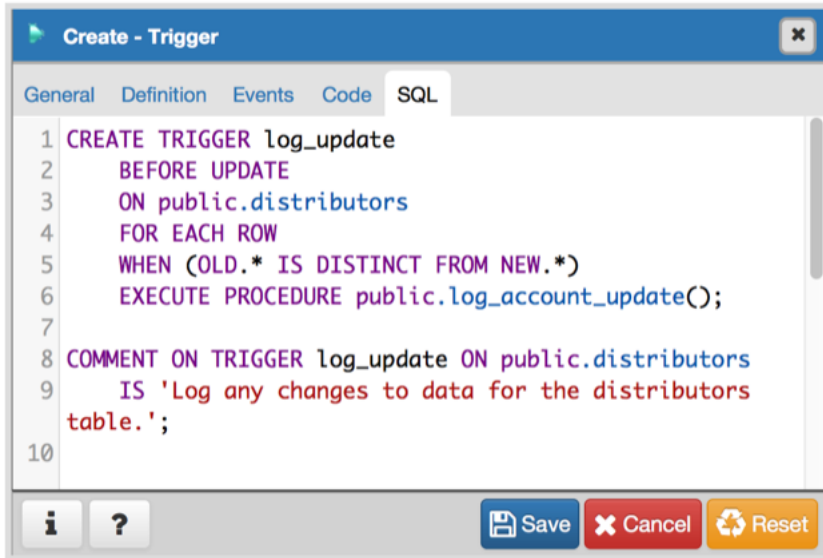 Create - Trigger
General Definition Events Code SQL
1 CREATE TRIGGER log_update
2 BEFORE UPDATE
3 ON public.distributors
4 FOR EACH ROW
5 WHEN (OLD.* IS DISTINCT FROM NEW.*)
6 EXECUTE PROCEDURE public.log_account_update();
7
8 COMMENT ON TRIGGER log_update ON public.distributors
9 IS 'Log any changes to data for the distributors
table.';
10
i ? Save Cancel Reset